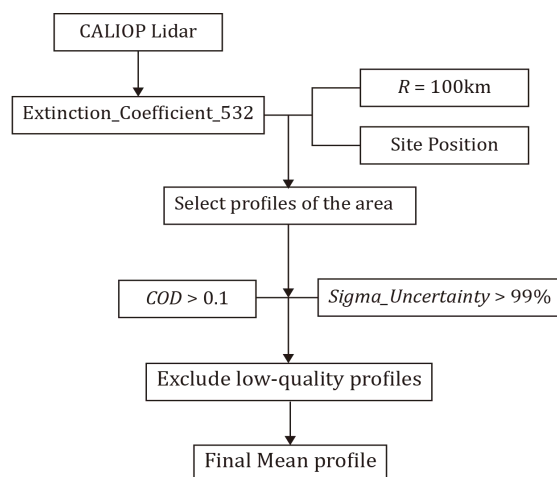 CALIOP Lidar
Extinction_Coefficient_532
R = 100km
Site Position
Select profiles of the area
COD > 0.1
Sigma_Uncertainty > 99%
Exclude low-quality profiles
Final Mean profile